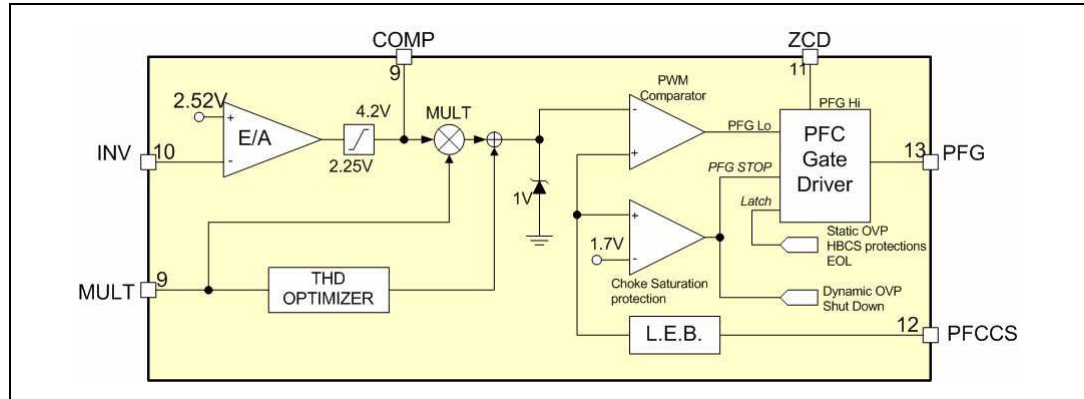 COMP
9
ZCD
11
2.52V
+
E/A
-
4.2V
2.25V
MULT
1V
PWM
Comparator
-
+
PFG Lo
PFG Hi
PFC
Gate
Driver
INV
10
13
PFG
PFG STOP
Latch
Static OVP
HBCS protections
EOL
+
1.7V
-
Choke Saturation
protection
Dynamic OVP
Shut Down
MULT
9
THD
OPTIMIZER
L.E.B.
12
PFCCS